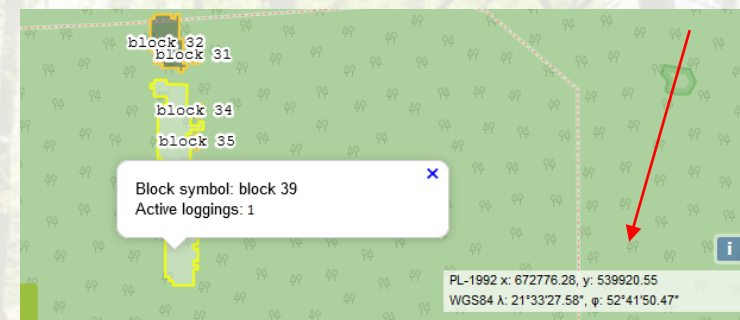 block 32
block 31
block 34
block 35
×
Block symbol: block 39
Active loggings: 1
i
PL-1992 x: 672776.28, y: 539920.55
WGS84 λ: 21°33'27.58", φ: 52°41'50.47"